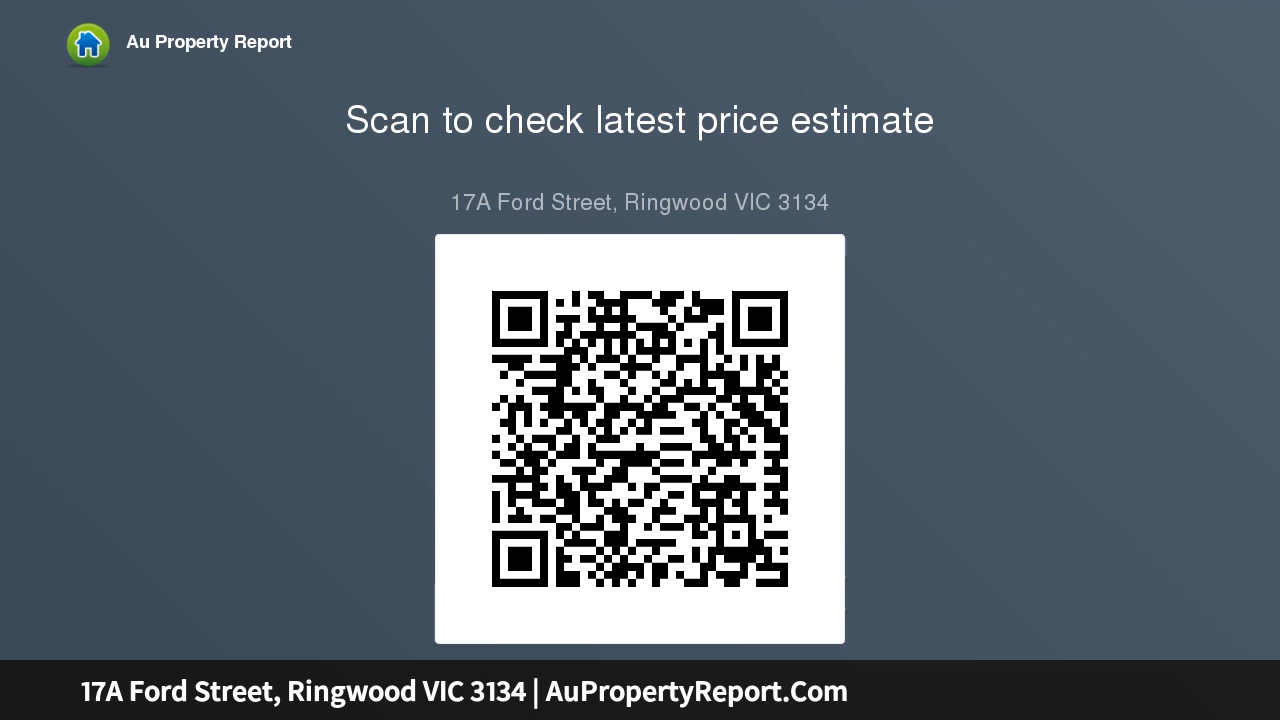 Au Property Report
Scan to check latest price estimate
17A Ford Street, Ringwood VIC 3134
17A Ford Street, Ringwood VIC 3134 | AuPropertyReport.Com